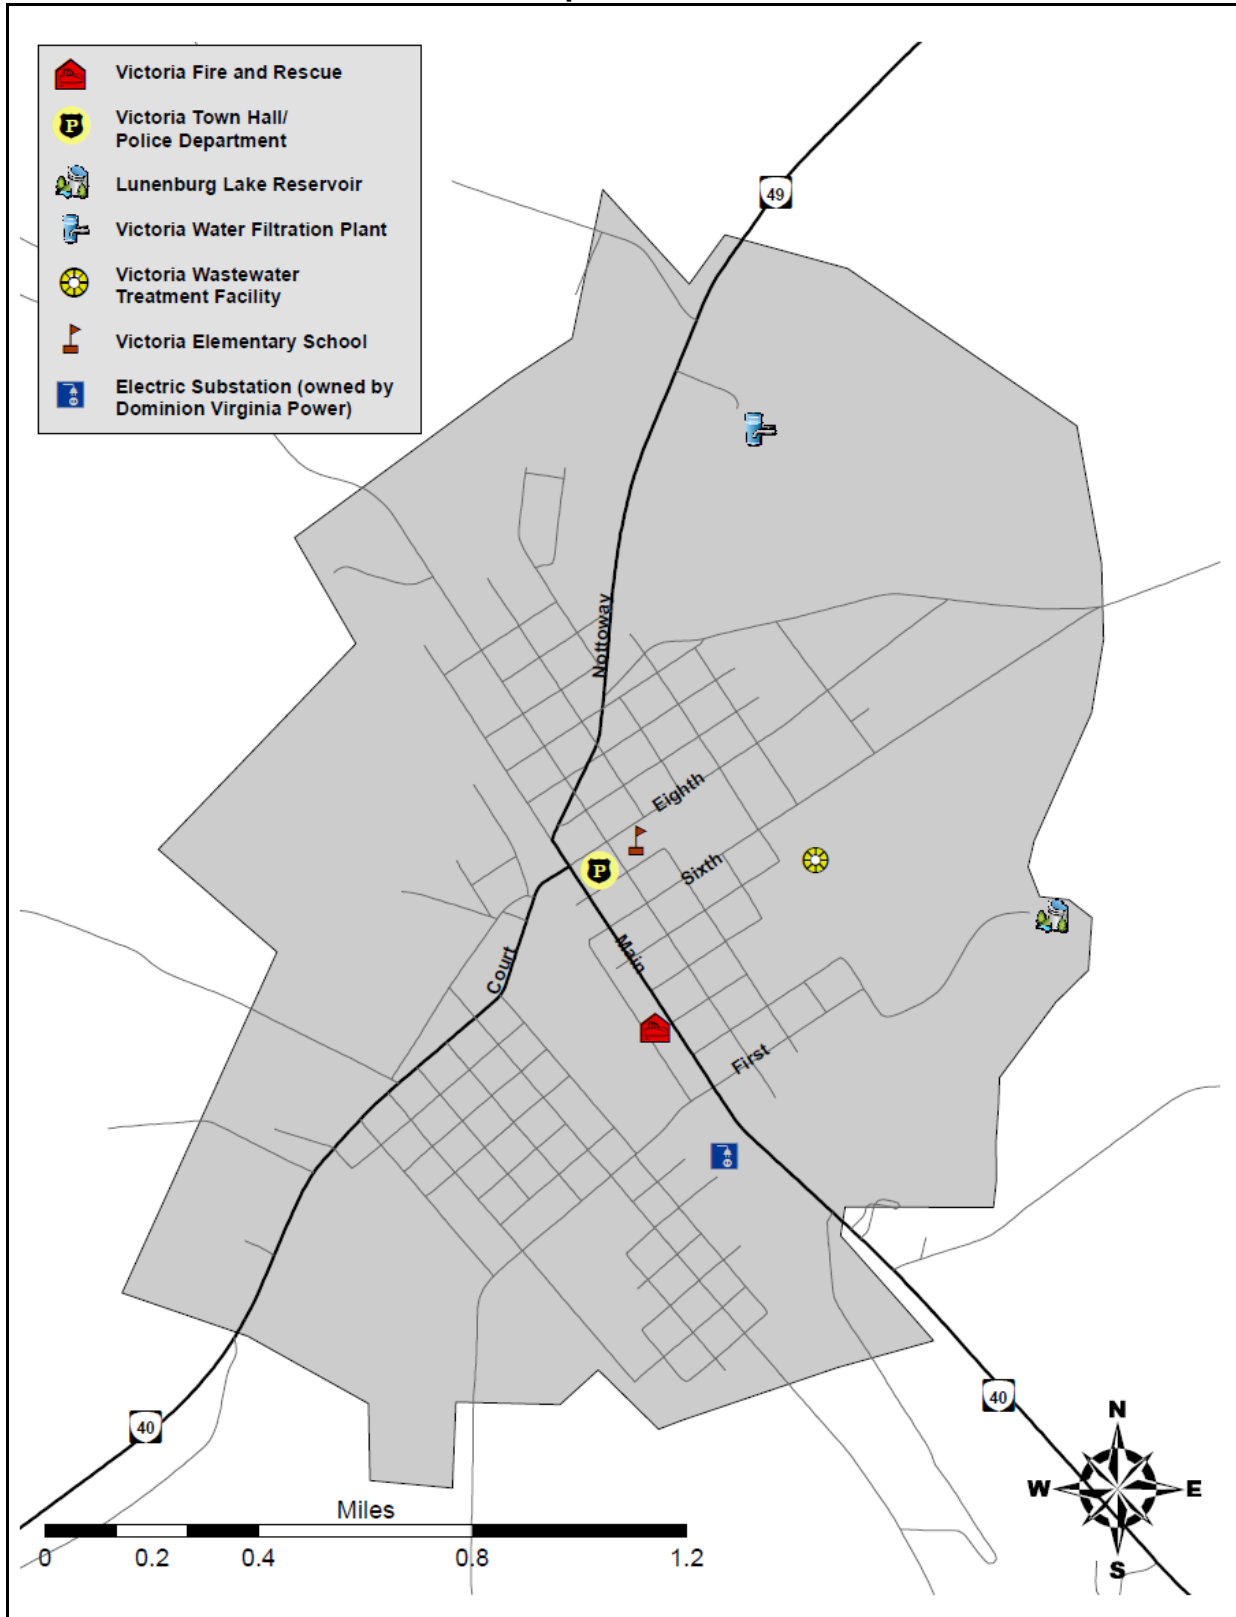 Victoria Fire and Rescue
P
Victoria Town Hall/
Police Department
Lunenburg Lake Reservoir
Victoria Water Filtration Plant
Victoria Wastewater
Treatment Facility
Victoria Elementary School
Electric Substation (owned by
Dominion Virginia Power)
49
Nottoway
Eighth
Sixth
P
Main
Court
First
40
40
N
W
E
S
Miles
0
0.2
0.4
0.8
1.2